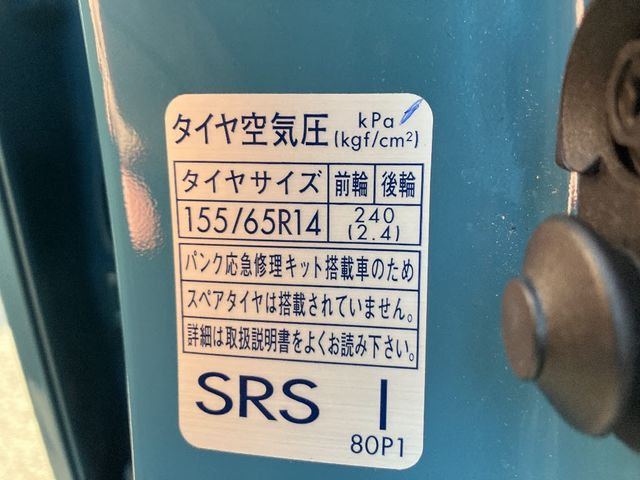 タイヤ空気圧 kPa (kgf/cm²)
タイヤサイズ 前輪 後輪
155/65R14 240 (2.4)
パンク応急修理キット搭載車のため
スペアタイヤは搭載されていません。
詳細は取扱説明書をよくお読み下さい。
SRS I
80P1